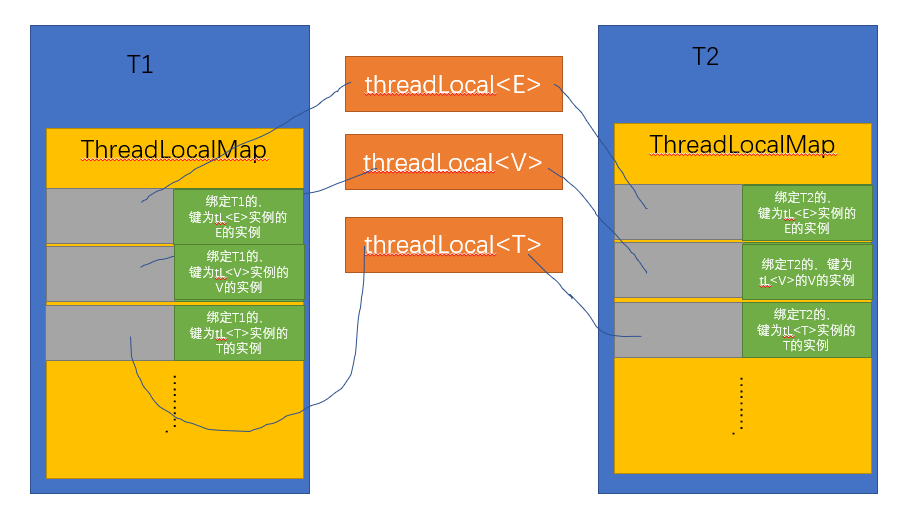 T1
ThreadLocalMap
绑定T1的,
键为tL<E>实例的
E的实例
绑定T1的,
键为tL<V>实例的
V的实例
绑定T1的,
键为tL<T>实例的
T的实例
threadLocal<E>
threadLocal<V>
threadLocal<T>
T2
ThreadLocalMap
绑定T2的,
键为tL<E>实例的
E的实例
绑定T2的, 键为
tL<V>的V的实例
绑定T2的,
键为tL<T>实例的
T的实例